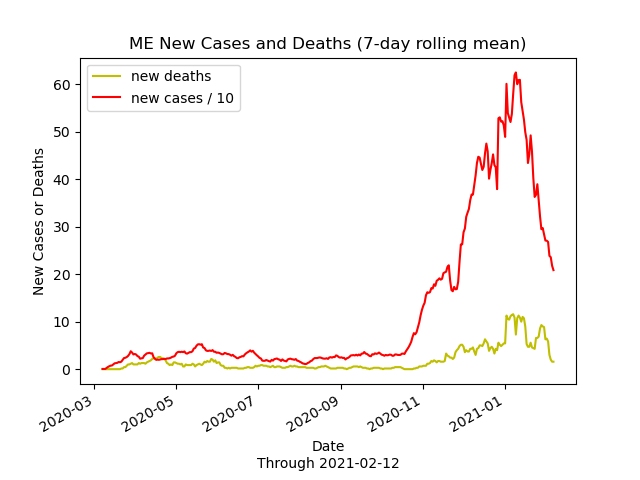 ME New Cases and Deaths (7-day rolling mean)
new deaths
new cases / 10
New Cases or Deaths
60
50
40
30
20
10
0
2020-03
2020-05
2020-07
2020-09
2020-11
2021-01
Date
Through 2021-02-12